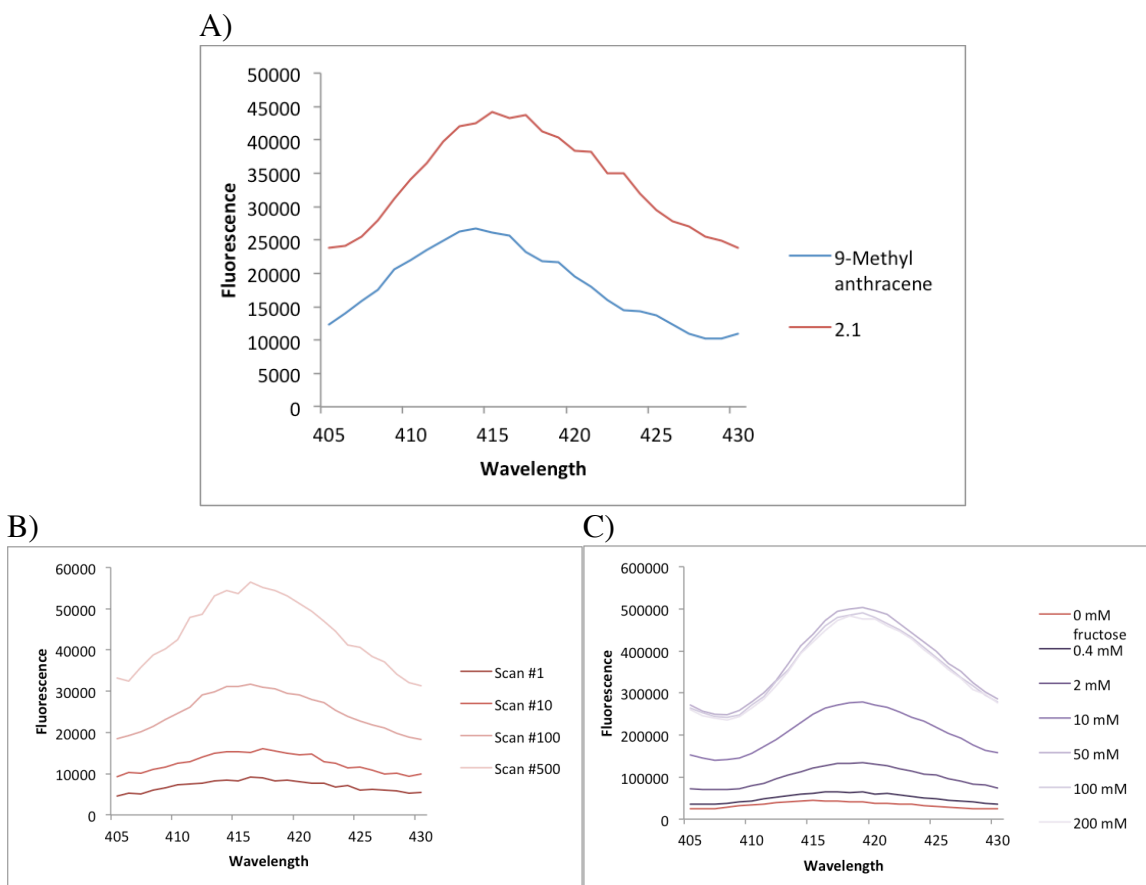 A)
50000
45000
40000
35000
30000
25000
20000
15000
10000
5000
0
Fluorescence
405 410 415 420 425 430
Wavelength
9-Methyl
anthracene
2.1
B)
60000
50000
40000
30000
20000
10000
0
Fluorescence
405 410 415 420 425 430
Wavelength
Scan #1
Scan #10
Scan #100
Scan #500
C)
600000
500000
400000
300000
200000
100000
0
Fluorescence
405 410 415 420 425 430
Wavelength
0 mM
fructose
0.4 mM
2 mM
10 mM
50 mM
100 mM
200 mM